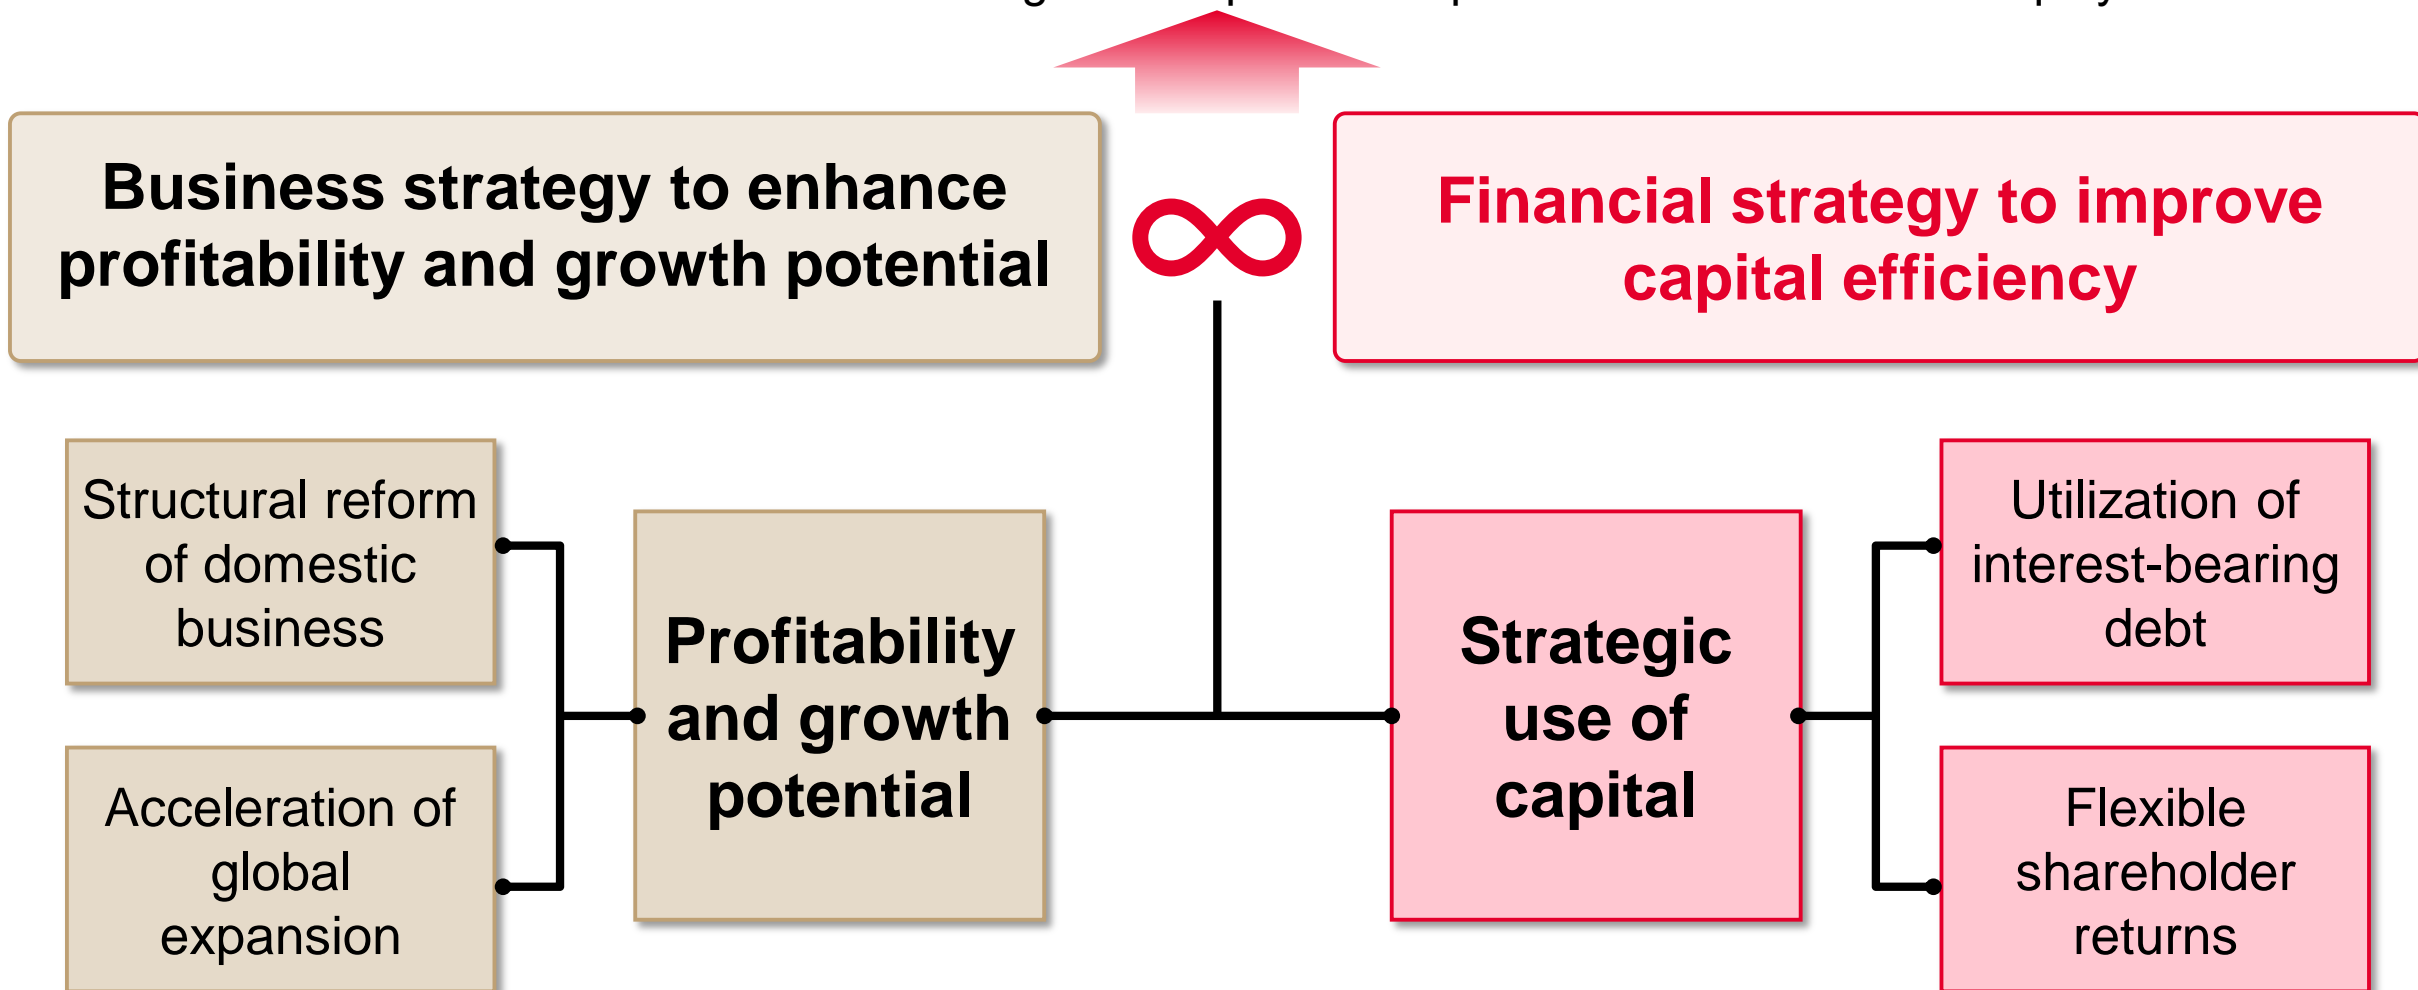 Business strategy to enhance
profitability and growth potential
Financial strategy to improve
capital efficiency
Structural reform
of domestic
business
Acceleration of
global
expansion
Profitability
and growth
potential
Strategic
use of
capital
Utilization of
interest-bearing
debt
Flexible
shareholder
returns